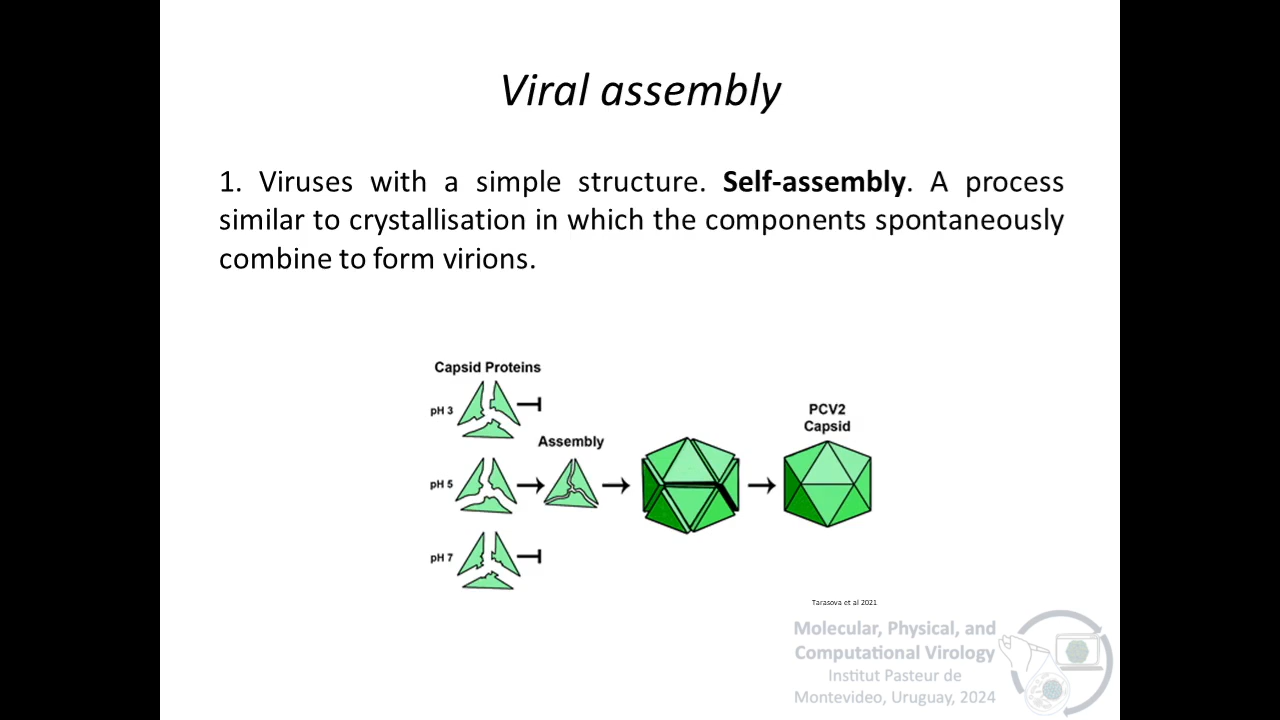 Viral assembly
1. Viruses with a simple structure. Self-assembly. A process
similar to crystallisation in which the components spontaneously
combine to form virions.
Capsid Proteins
pH 3
Assembly
pH 5
pH 7
PCV2
Capsid
Tarasova et al 2021
Molecular, Physical, and
Computational Virology
Institut Pasteur de
Montevideo, Uruguay, 2024